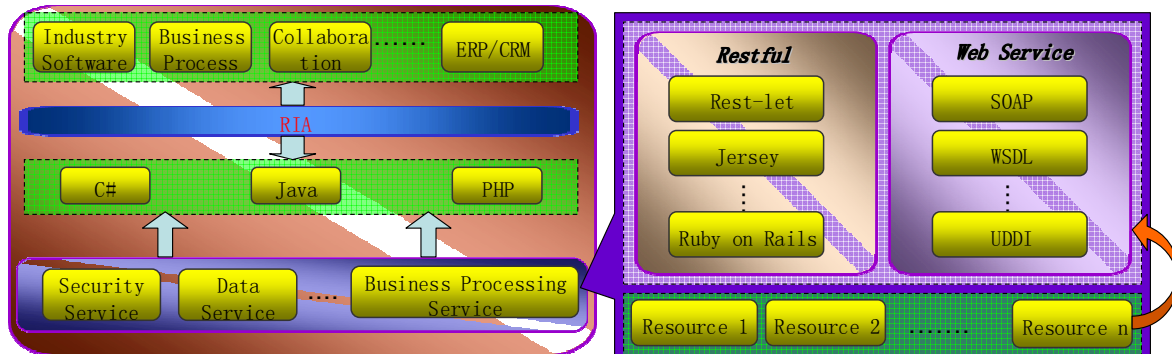 Industry
Software
Business
Process
Collabora
tion
......
ERP/CRM
RIA
C#
Java
PHP
Security
Service
Data
Service
....
Business Processing
Service
Restful
Rest-let
Jersey
Ruby on Rails
Web Service
SOAP
WSDL
UDDI
Resource 1
Resource 2
.......
Resource n